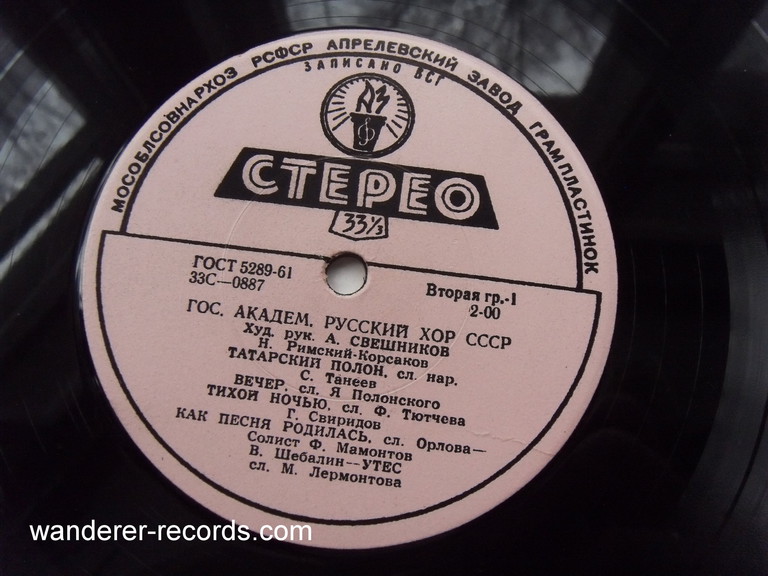 МОСОБЛСОВНАРХОЗ РСФСР АПРЕЛЕВСКИЙ ЗАВОД ГРАМПЛАСТИНОК
ЗАПИСАНО ВСГ
СТЕРЕО
33⅓
ГОСТ 5289-61
33С—0887
Вторая гр.-1
2-00
ГОС. АКАДЕМ. РУССКИЙ ХОР СССР
Худ. рук. А. СВЕШНИКОВ
Н. Римский-Корсаков
ТАТАРСКИЙ ПОЛОН, сл. нар.
С. Танеев
ВЕЧЕР, сл. Я Полонского
ТИХОЙ НОЧЬЮ, сл. Ф. Тютчева
Г. Свиридов
КАК ПЕСНЯ РОДИЛАСЬ, сл. Орлова—
Солист Ф. Мамонтов
В. Шебалин--УТЕС
сл. М. Лермонтова
wanderer-records.com